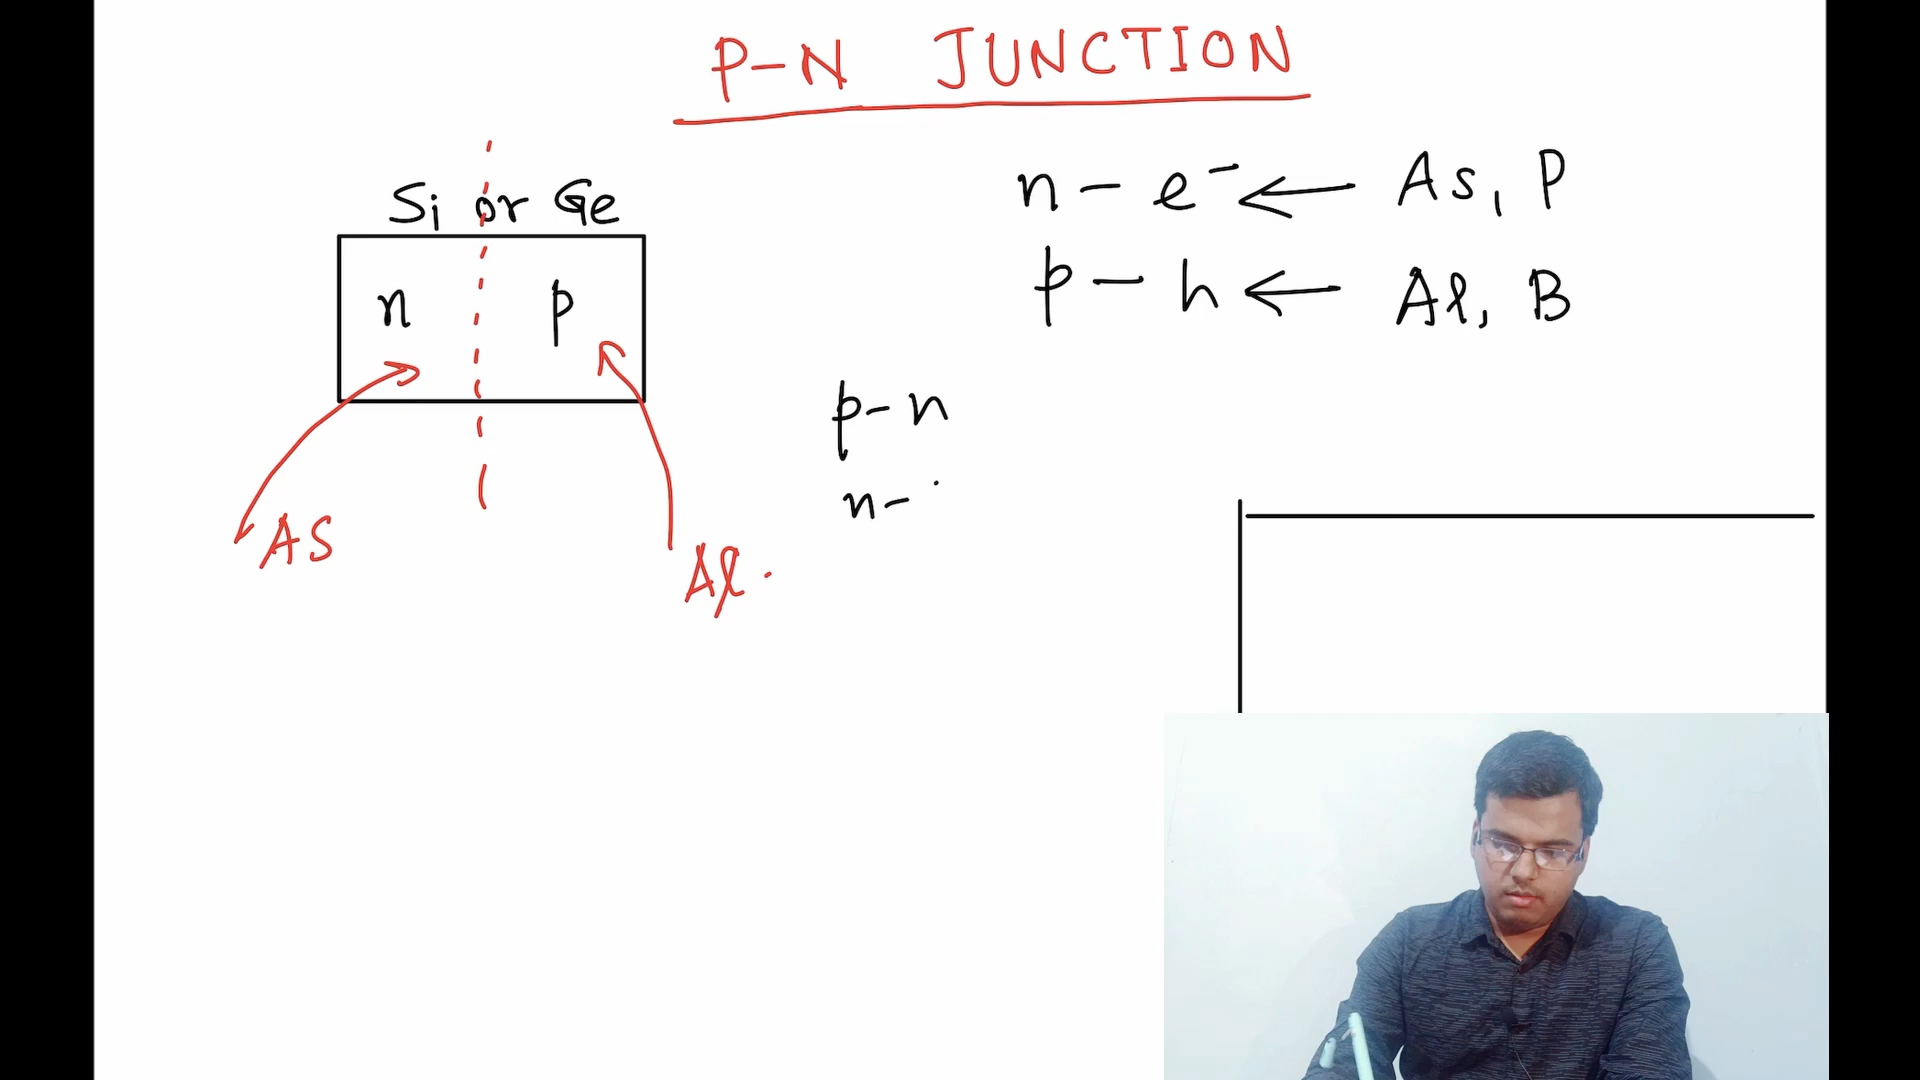 P-N JUNCTION
Si or Ge
n p
As
Al.
n - e⁻ ← As, P
p - h ← Al, B
p-n
n-